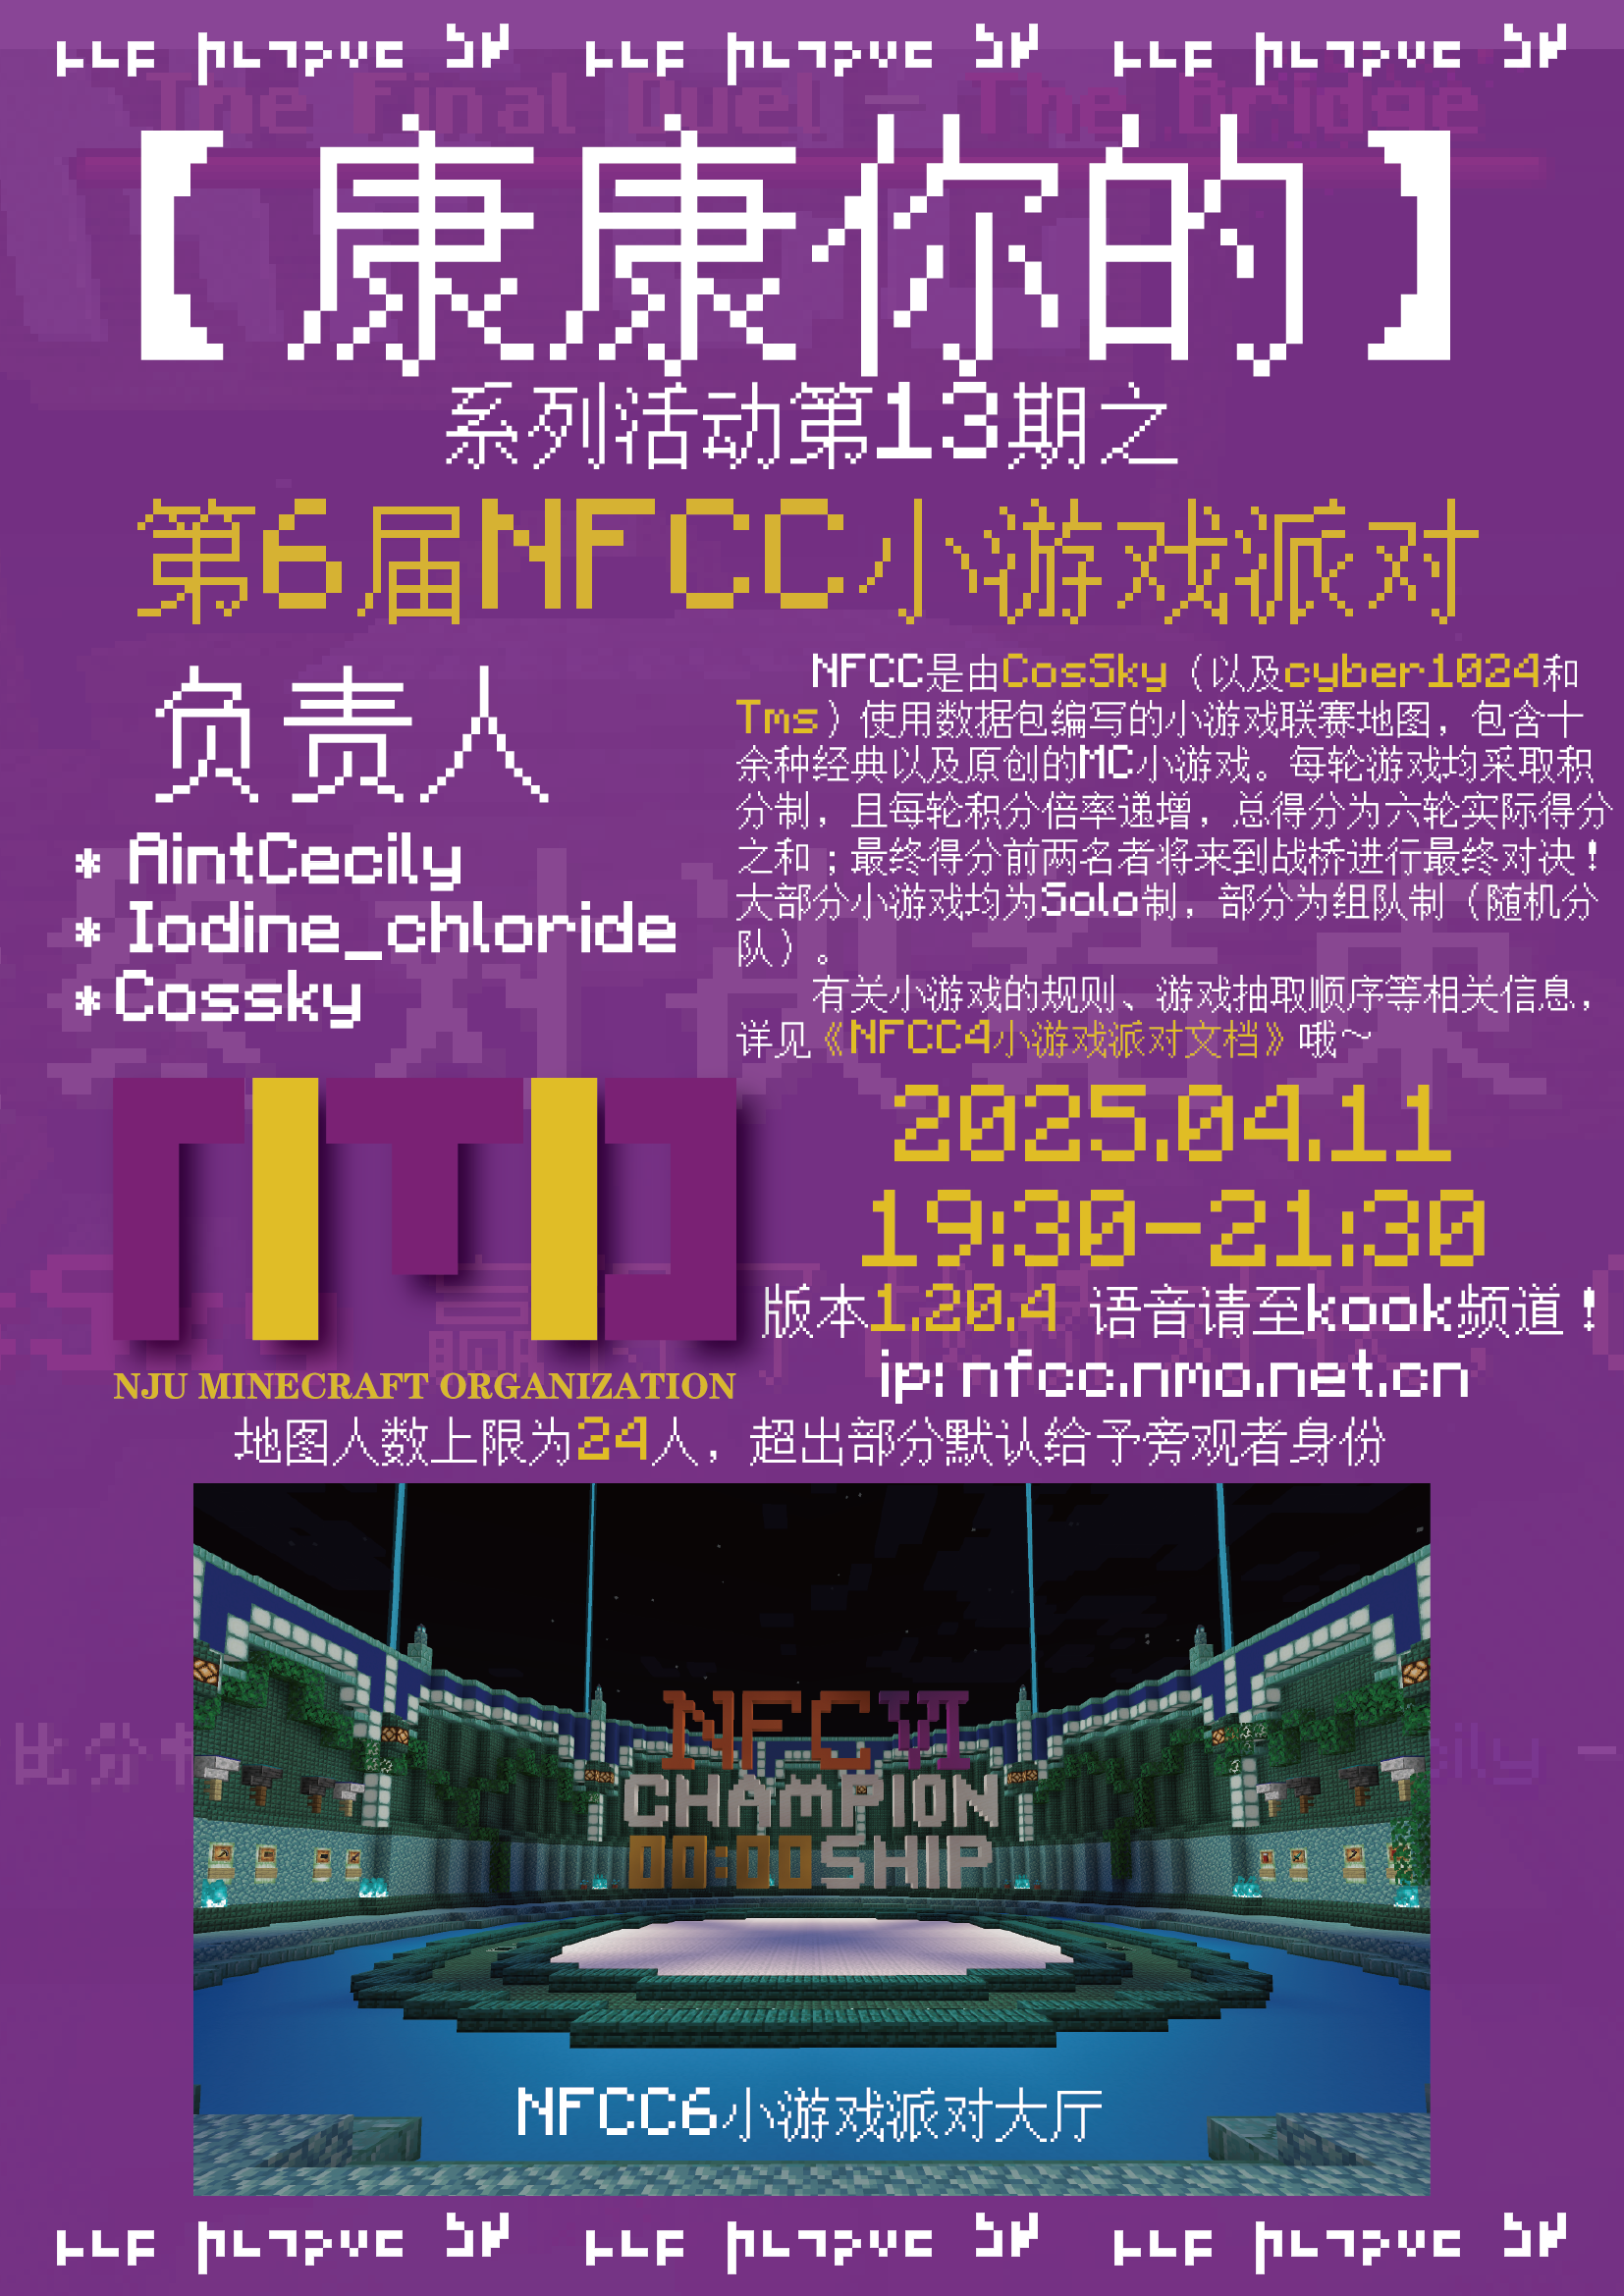 The Final Duel - The Bridge
【康康你的】
系列活动第13期之
第6届NFCC小游戏派对
负责人
* AintCecily
* Iodine_chloride
*Cossky
NFCC是由CosSky（以及cyber1024和
Tms）使用数据包编写的小游戏联赛地图，包含十
余种经典以及原创的MC小游戏。每轮游戏均采取积
分制，且每轮积分倍率递增，总得分为六轮实际得分
之和；最终得分前两名者将来到战桥进行最终对决！
大部分小游戏均为Solo制，部分为组队制（随机分
队）。
有关小游戏的规则、游戏抽取顺序等相关信息，
详见《NFCC4小游戏派对文档》哦～
NJU MINECRAFT ORGANIZATION
2025.04.11
19:30-21:30
版本1.20.4 语音请至kook频道！
ip:nfcc.nmo.net.cn
地图人数上限为24人，超出部分默认给予旁观者身份
NFCVI
CHAMPION
00:00SHIP
NFCC6小游戏派对大厅